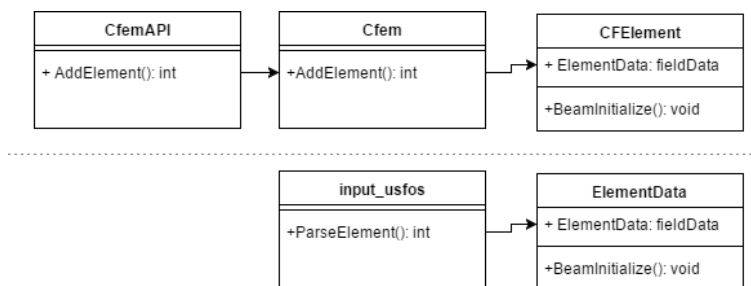 CfemAPI
+ AddElement(): int
Cfem
+AddElement(): int
CFElement
+ ElementData: fieldData
+BeamInitialize(): void
input_usfos
+ParseElement(): int
ElementData
+ ElementData: fieldData
+BeamInitialize(): void